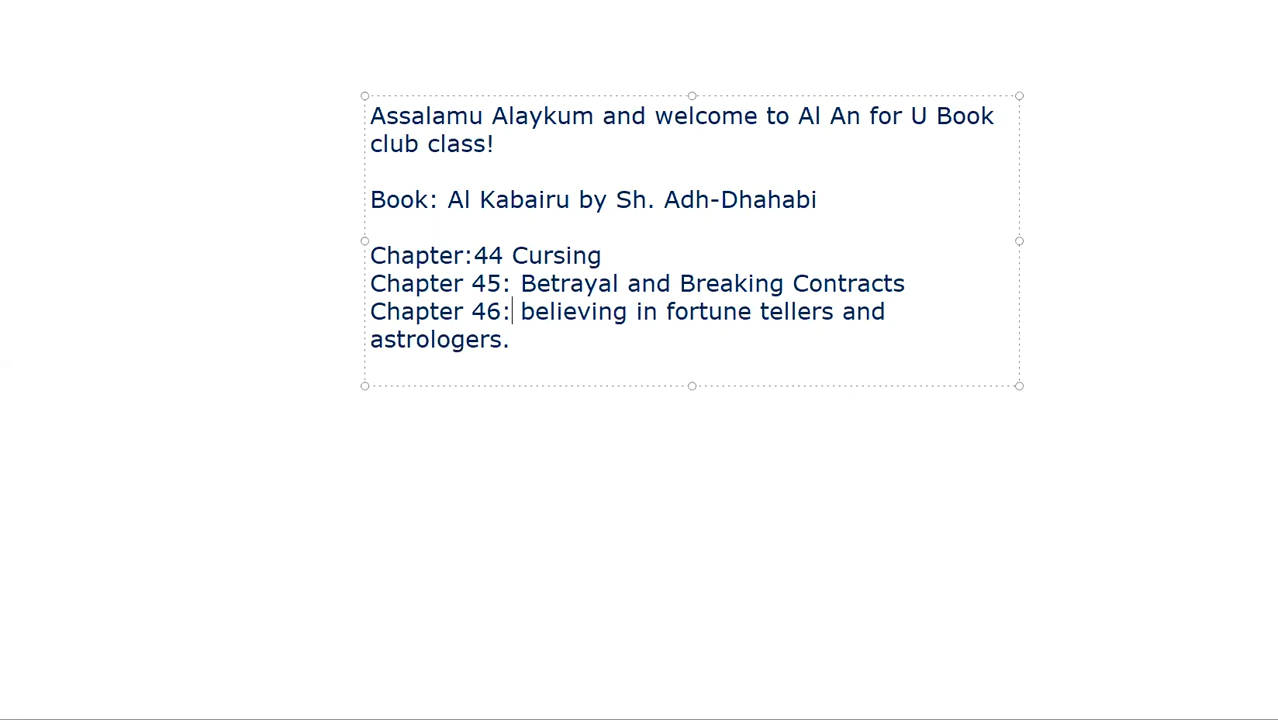 Assalamu Alaykum and welcome to Al An for U Book
club class!
Book: Al Kabairu by Sh. Adh-Dhahabi
Chapter:44 Cursing
Chapter 45: Betrayal and Breaking Contracts
Chapter 46: believing in fortune tellers and
astrologers.